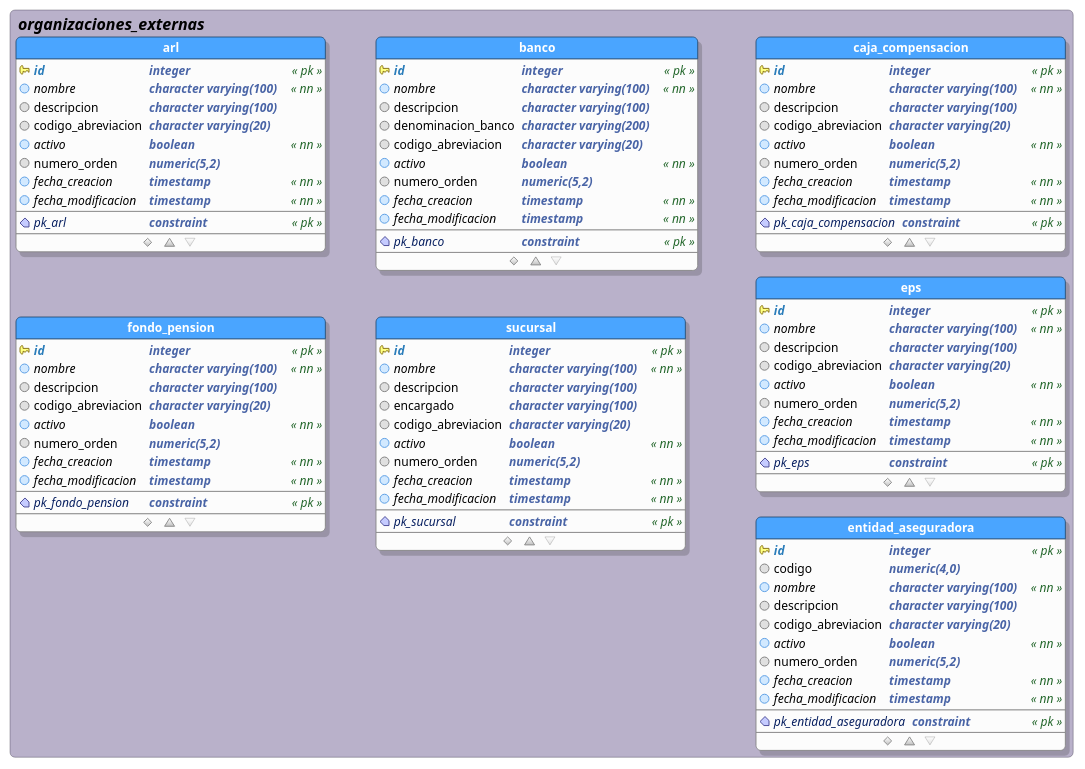 organizaciones_externas
arl
id integer « pk »
nombre character varying(100) « nn »
descripcion character varying(100)
codigo_abreviacion character varying(20)
activo boolean « nn »
numero_orden numeric(5,2)
fecha_creacion timestamp « nn »
fecha_modificacion timestamp « nn »
pk_arl constraint « pk »
banco
id integer « pk »
nombre character varying(100) « nn »
descripcion character varying(100)
denominacion_banco character varying(200)
codigo_abreviacion character varying(20)
activo boolean « nn »
numero_orden numeric(5,2)
fecha_creacion timestamp « nn »
fecha_modificacion timestamp « nn »
pk_banco constraint « pk »
caja_compensacion
id integer « pk »
nombre character varying(100) « nn »
descripcion character varying(100)
codigo_abreviacion character varying(20)
activo boolean « nn »
numero_orden numeric(5,2)
fecha_creacion timestamp « nn »
fecha_modificacion timestamp « nn »
pk_caja_compensacion constraint « pk »
fondo_pension
id integer « pk »
nombre character varying(100) « nn »
descripcion character varying(100)
codigo_abreviacion character varying(20)
activo boolean « nn »
numero_orden numeric(5,2)
fecha_creacion timestamp « nn »
fecha_modificacion timestamp « nn »
pk_fondo_pension constraint « pk »
sucursal
id integer « pk »
nombre character varying(100) « nn »
descripcion character varying(100)
encargado character varying(100)
codigo_abreviacion character varying(20)
activo boolean « nn »
numero_orden numeric(5,2)
fecha_creacion timestamp « nn »
fecha_modificacion timestamp « nn »
pk_sucursal constraint « pk »
eps
id integer « pk »
nombre character varying(100) « nn »
descripcion character varying(100)
codigo_abreviacion character varying(20)
activo boolean « nn »
numero_orden numeric(5,2)
fecha_creacion timestamp « nn »
fecha_modificacion timestamp « nn »
pk_eps constraint « pk »
entidad_aseguradora
id integer « pk »
codigo numeric(4,0)
nombre character varying(100) « nn »
descripcion character varying(100)
codigo_abreviacion character varying(20)
activo boolean « nn »
numero_orden numeric(5,2)
fecha_creacion timestamp « nn »
fecha_modificacion timestamp « nn »
pk_entidad_aseguradora constraint « pk »